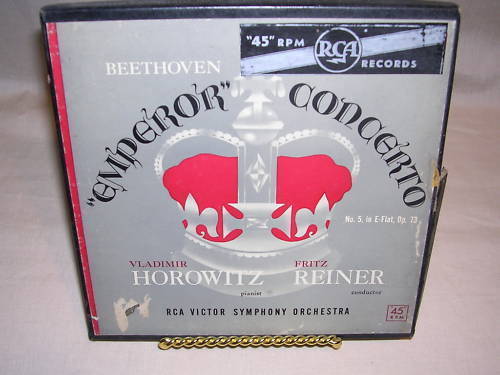 "45" RPM RCA RECORDS
BEETHOVEN
"EMPEROR" CONCERTO
No. 5, in E-Flat, Op. 73
VLADIMIR FRITZ
HOROWITZ REINER
pianist conductor
RCA VICTOR SYMPHONY ORCHESTRA
45
RPM